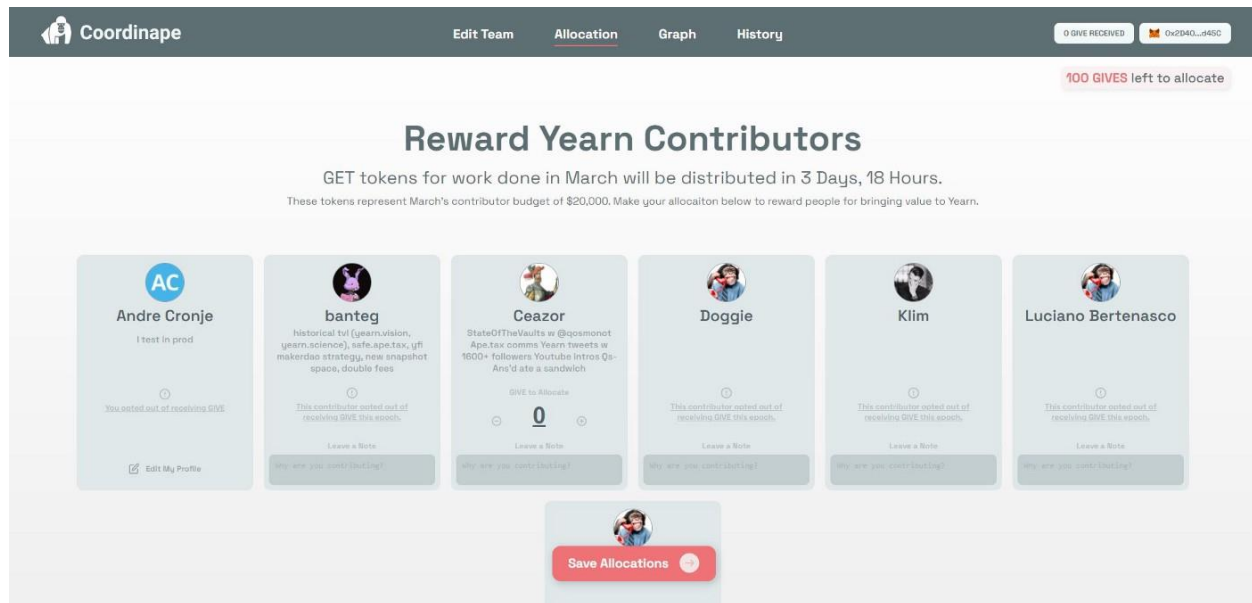 Coordinape
Edit Team Allocation Graph History
0 GIVE RECEIVED 0x2D40...d45C
100 GIVES left to allocate
Reward Yearn Contributors
GET tokens for work done in March will be distributed in 3 Days, 18 Hours.
These tokens represent March's contributor budget of $20,000. Make your allocaiton below to reward people for bringing value to Yearn.
AC
Andre Cronje
I test in prod
You opted out of receiving GIVE
Edit My Profile
banteg
historical tvl (yearn.vision,
yearn.science), safe.ape.tax, yfi
makerdao strategy, new snapshot
space, double fees
This contributor opted out of
receiving GIVE this epoch.
Leave a Note
Why are you contributing?
Ceazor
StateOfTheVaults w @qosmonot
Ape.tax comms Yearn tweets w
1600+ followers Youtube Intros Qs-
Ans'd ate a sandwich
GIVE to Allocate
0
Leave a Note
Why are you contributing?
Doggie
This contributor opted out of
receiving GIVE this epoch.
Leave a Note
Why are you contributing?
Klim
This contributor opted out of
receiving GIVE this epoch.
Leave a Note
Why are you contributing?
Luciano Bertenasco
This contributor opted out of
receiving GIVE this epoch.
Leave a Note
Why are you contributing?
Save Allocations